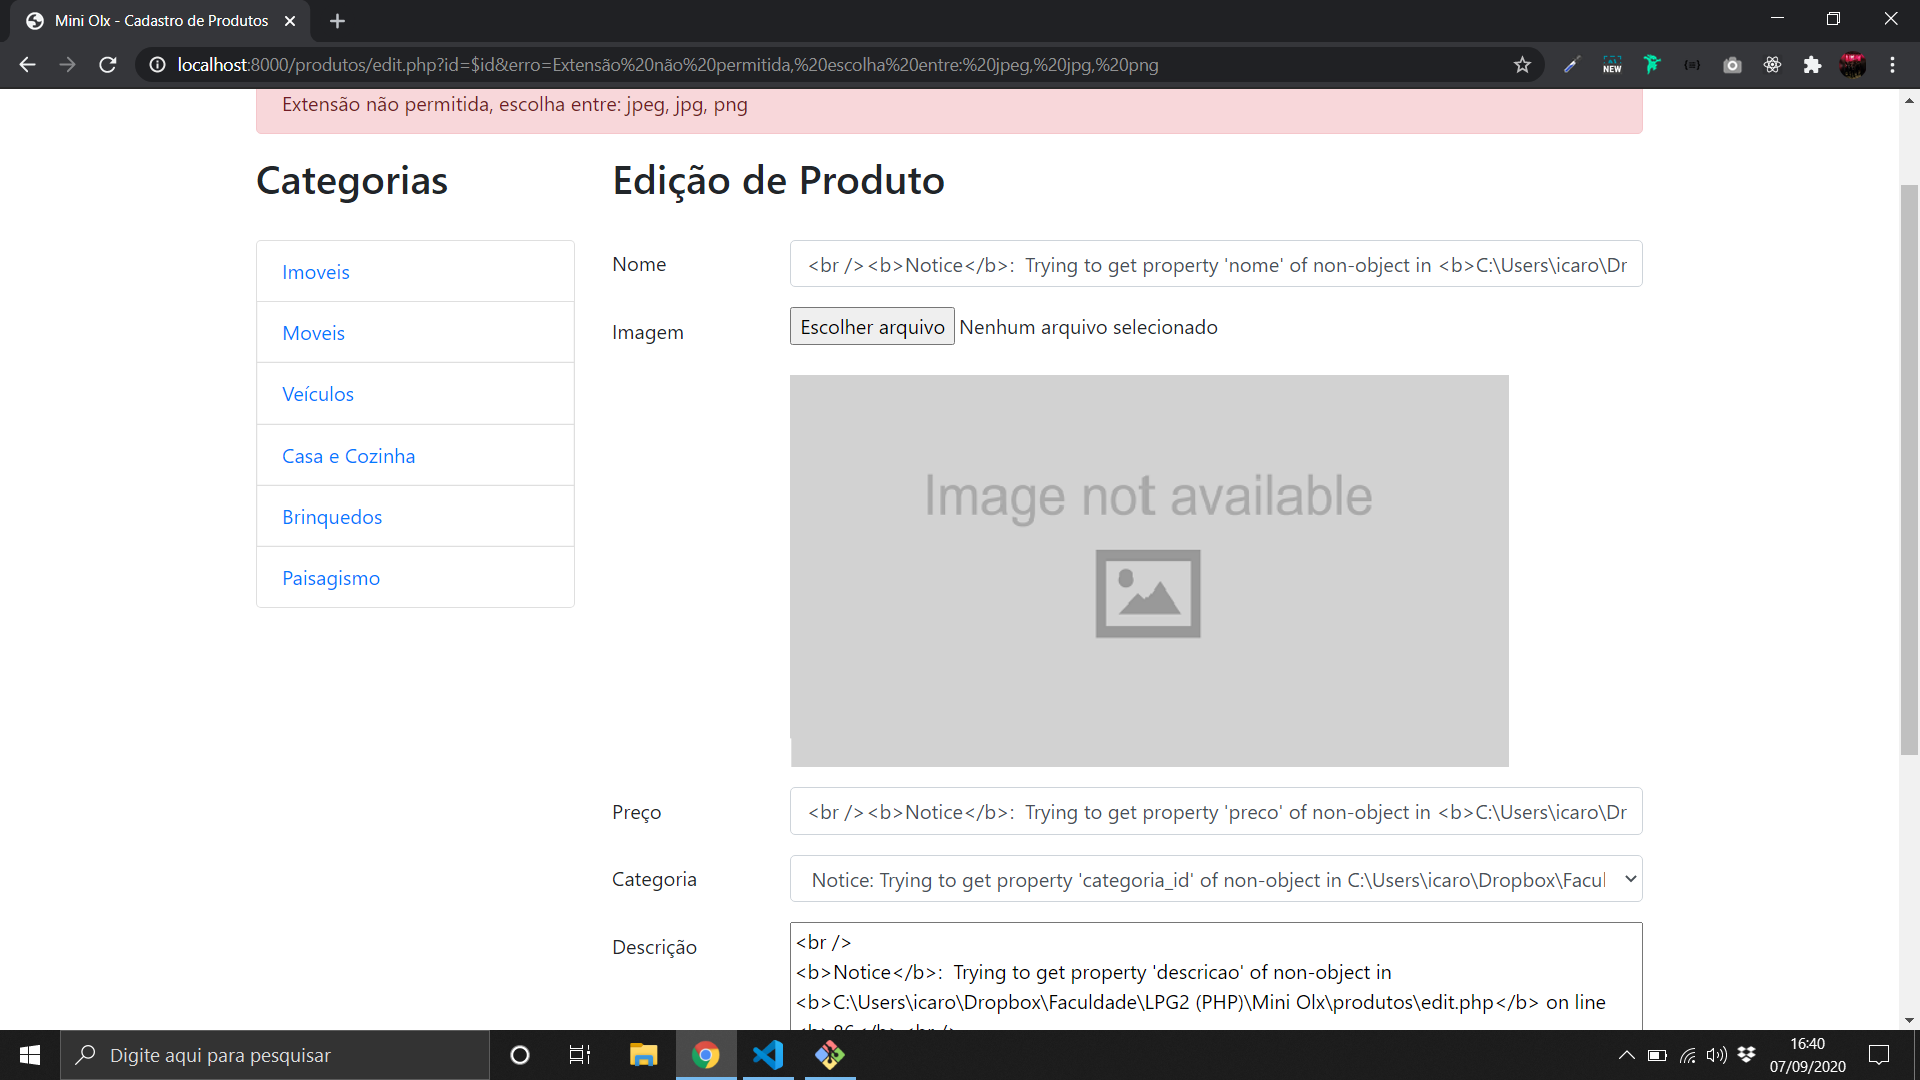 Mini Olx - Cadastro de Produtos
localhost:8000/produtos/edit.php?id=$id&erro=Extensão%20não%20permitida,%20escolha%20entre:%20jpeg,%20jpg,%20png
NEW
Extensão não permitida, escolha entre: jpeg, jpg, png
Categorias
Edição de Produto
Imoveis
Moveis
Veículos
Casa e Cozinha
Brinquedos
Paisagismo
Nome
<br /><b>Notice</b>:  Trying to get property 'nome' of non-object in <b>C:\Users\icaro\Dr
Imagem
Escolher arquivo Nenhum arquivo selecionado
Image not available
Preço
<br /><b>Notice</b>:  Trying to get property 'preco' of non-object in <b>C:\Users\icaro\Dr
Categoria
Notice: Trying to get property 'categoria_id' of non-object in C:\Users\icaro\Dropbox\Facul
Descrição
<br />
<b>Notice</b>:  Trying to get property 'descricao' of non-object in
<b>C:\Users\icaro\Dropbox\Faculdade\LPG2 (PHP)\Mini Olx\produtos\edit.php</b> on line
<b>86</b><br />
Digite aqui para pesquisar
16:40
07/09/2020